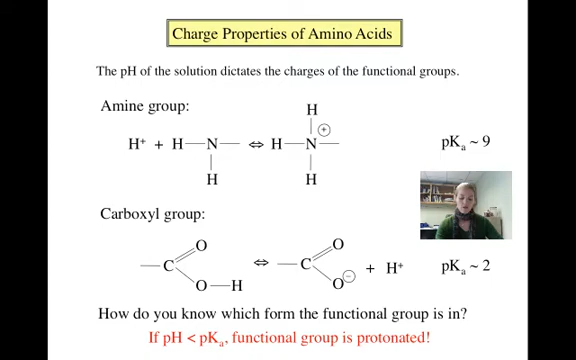 Charge Properties of Amino Acids
The pH of the solution dictates the charges of the functional groups.
Amine group:
H
+
H⁺ + H—N— ⇔ H—N— pKₐ ~ 9
H H
Carboxyl group:
O O
—C ⇔ —C + H⁺ pKₐ ~ 2
O—H O −
How do you know which form the functional group is in?
If pH < pKₐ, functional group is protonated!